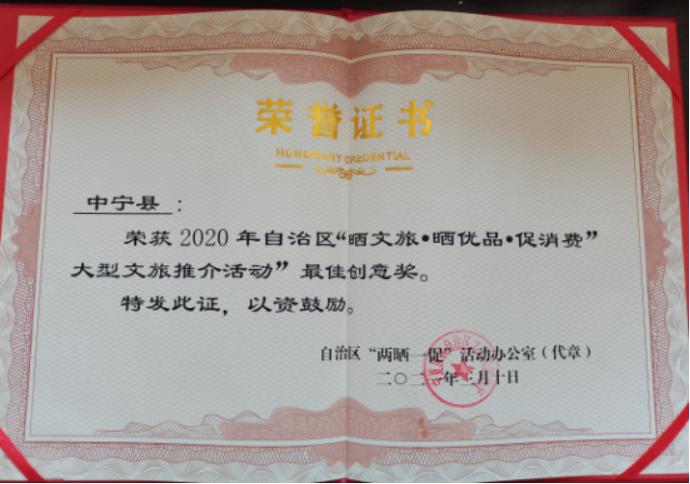 荣誉证书
HONORARY CREDENTIAL
中宁县：
荣获 2020 年自治区“晒文旅•晒优品•促消费”
大型文旅推介活动”最佳创意奖。
特发此证，以资鼓励。
自治区“两晒一促”活动办公室（代章）
二〇二一年三月十日